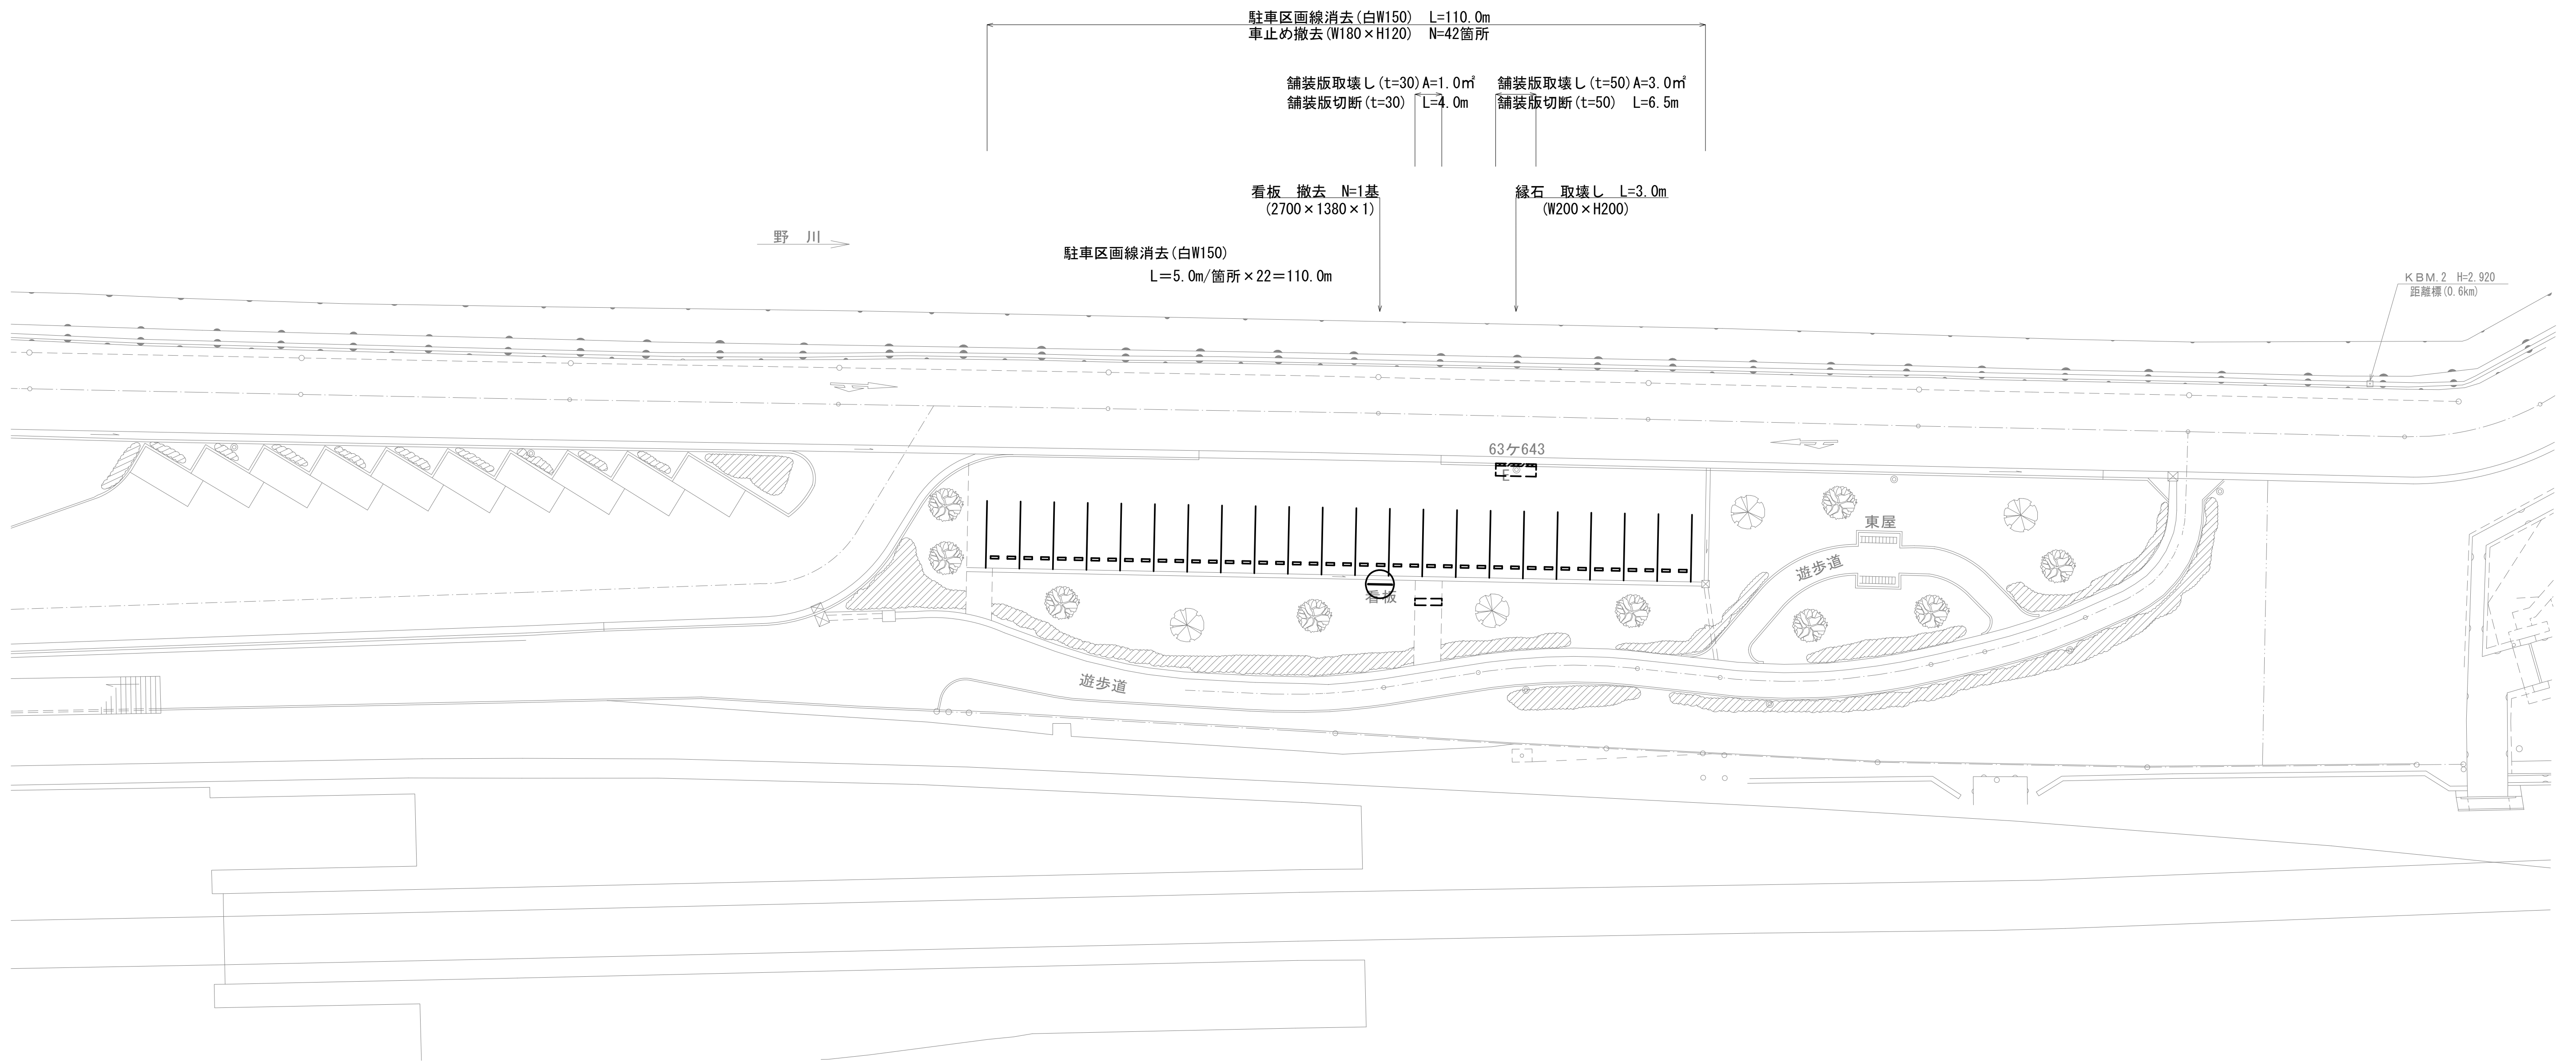 駐車区画線消去(白W150)　L=110.0m
車止め撤去(W180×H120)　N=42箇所
舗装版取壊し(t=30)A=1.0㎡
舗装版切断(t=30)　L=4.0m
舗装版取壊し(t=50)A=3.0㎡
舗装版切断(t=50)　L=6.5m
看板　撤去　N=1基
(2700×1380×1)
縁石　取壊し　L=3.0m
(W200×H200)
野　川
駐車区画線消去(白W150)
L＝5.0m/箇所×22＝110.0m
ＫＢＭ.2　H=2.920
距離標(0.6km)
63ケ643
E
東屋
遊歩道
看板
遊歩道